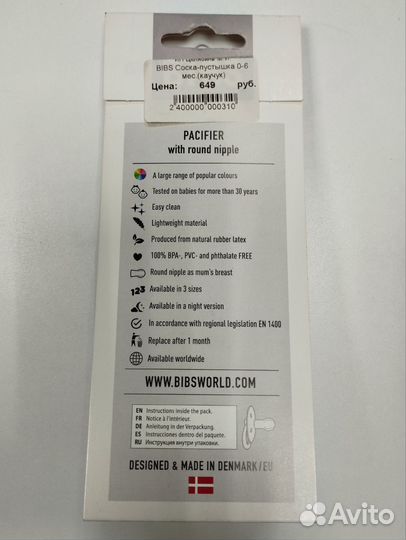 BIBS Соска-пустышка 0-6
мес.(каучук)
Цена: 649 руб.
2 400000 000310
PACIFIER
with round nipple
A large range of popular colours
Tested on babies for more than 30 years
Easy clean
Lightweight material
Produced from natural rubber latex
100% BPA-, PVC- and phthalate FREE
Round nipple as mum's breast
123 Available in 3 sizes
Available in a night version
In accordance with regional legislation EN 1400
Replace after 1 month
Available worldwide
WWW.BIBSWORLD.COM
EN Instructions inside the pack.
FR Notice à l'intérieur.
DE Anleitung in der Verpackung.
ES Instrucciones dentro del paquete.
RU Инструкция внутри упаковки.
DESIGNED & MADE IN DENMARK/EU
Avito